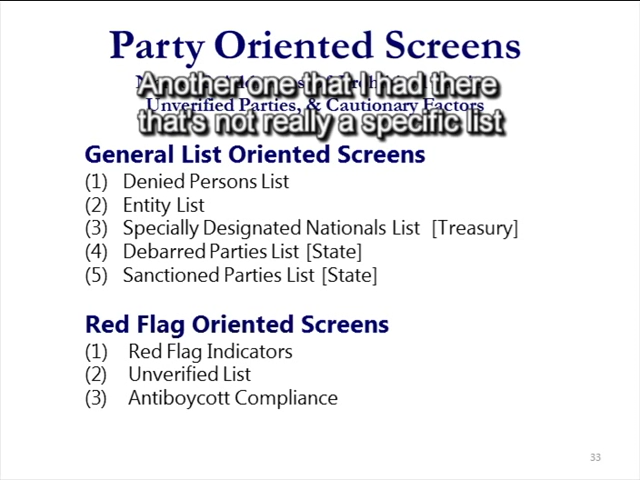 Party Oriented Screens
Another one that I had there
Unverified Parties, & Cautionary Factors
that's not really a specific list
General List Oriented Screens
(1) Denied Persons List
(2) Entity List
(3) Specially Designated Nationals List [Treasury]
(4) Debarred Parties List [State]
(5) Sanctioned Parties List [State]
Red Flag Oriented Screens
(1) Red Flag Indicators
(2) Unverified List
(3) Antiboycott Compliance
33